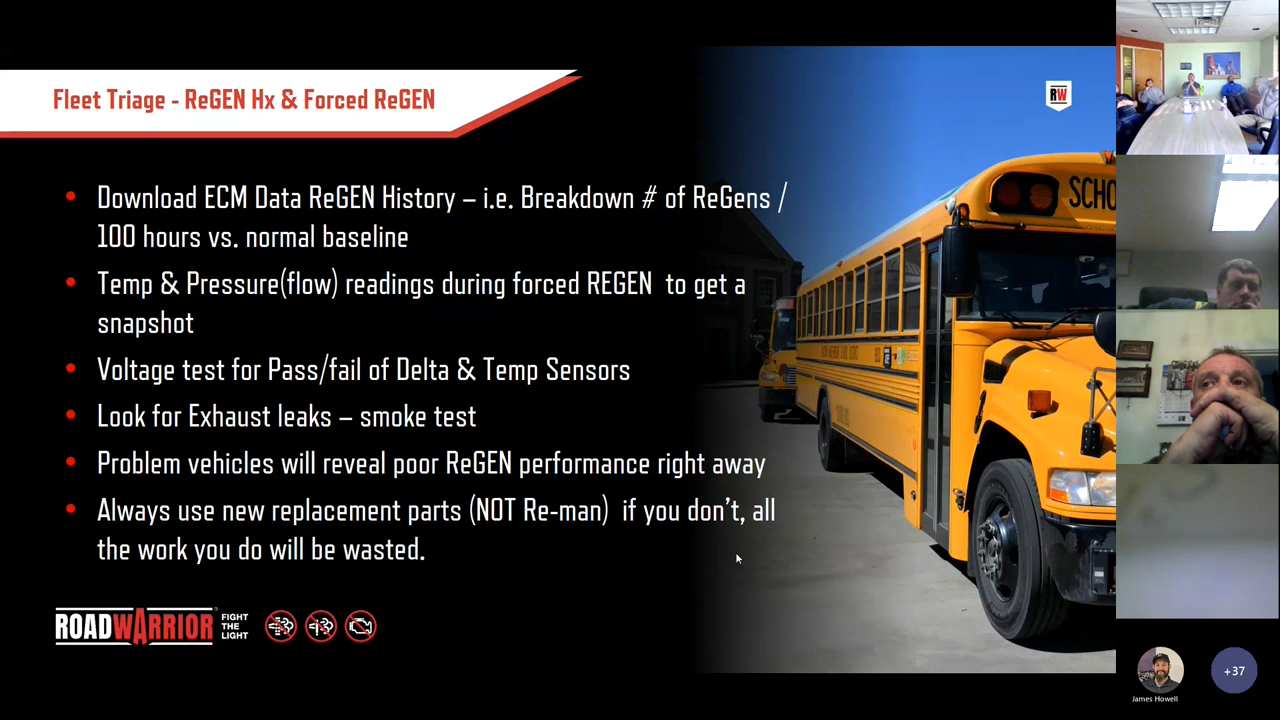 Fleet Triage - ReGEN Hx & Forced ReGEN
RW
• Download ECM Data ReGEN History – i.e. Breakdown # of ReGens /
100 hours vs. normal baseline
• Temp & Pressure(flow) readings during forced REGEN to get a
snapshot
• Voltage test for Pass/fail of Delta & Temp Sensors
• Look for Exhaust leaks – smoke test
• Problem vehicles will reveal poor ReGEN performance right away
• Always use new replacement parts (NOT Re-man) if you don't, all
the work you do will be wasted.
SCHO
ROADWARRIOR
FIGHT
THE
LIGHT
James Howell
+37